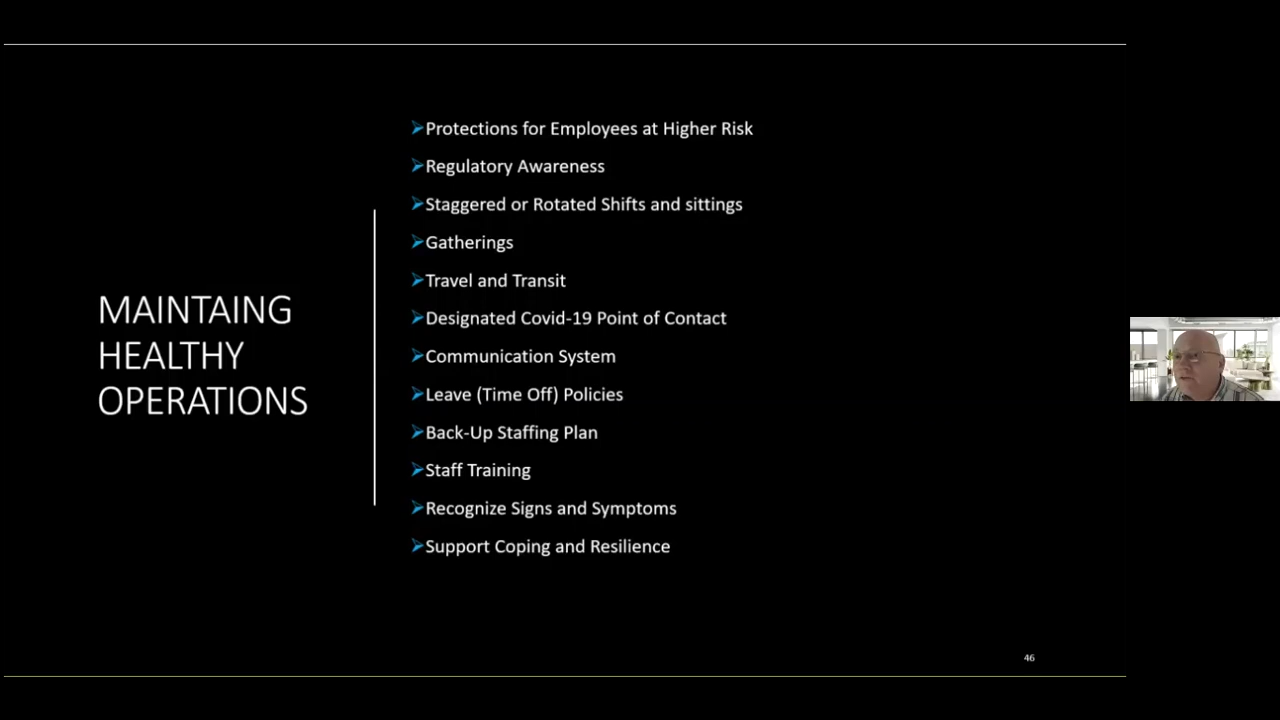 MAINTAING
HEALTHY
OPERATIONS
Protections for Employees at Higher Risk
Regulatory Awareness
Staggered or Rotated Shifts and sittings
Gatherings
Travel and Transit
Designated Covid-19 Point of Contact
Communication System
Leave (Time Off) Policies
Back-Up Staffing Plan
Staff Training
Recognize Signs and Symptoms
Support Coping and Resilience
46